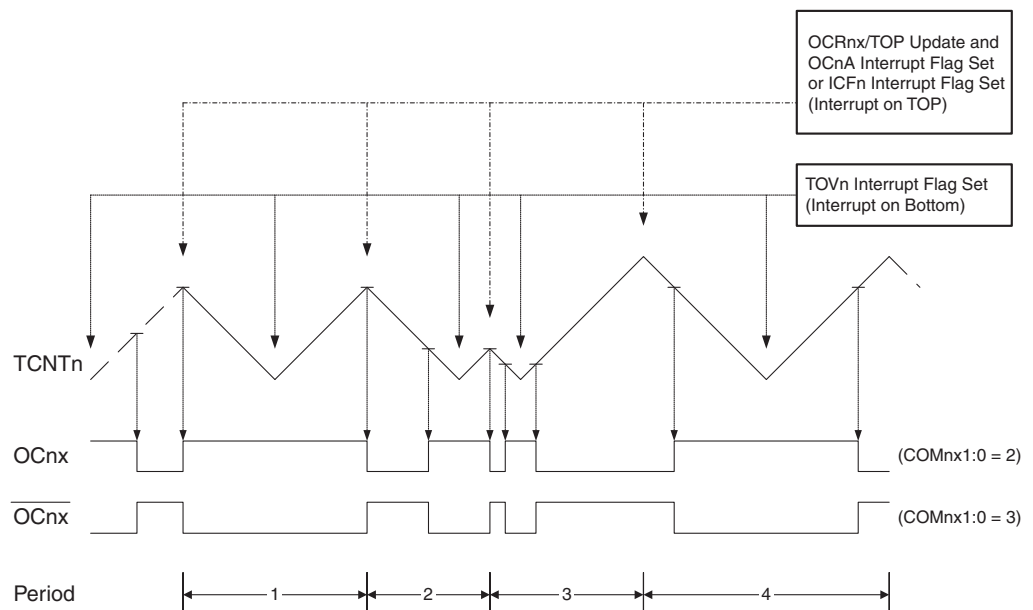 OCRnx/TOP Update and
OCnA Interrupt Flag Set
or ICFn Interrupt Flag Set
(Interrupt on TOP)
TOVn Interrupt Flag Set
(Interrupt on Bottom)
TCNTn
OCnx
(COMnx1:0 = 2)
OCnx
(COMnx1:0 = 3)
Period
1
2
3
4